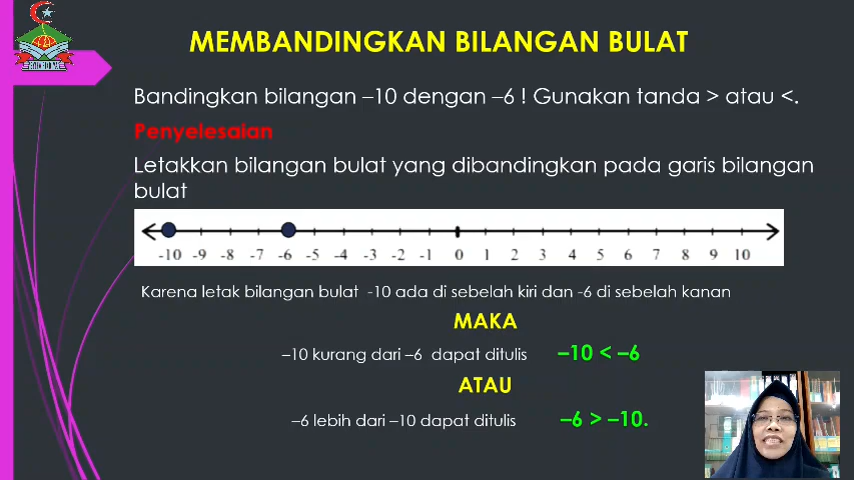 MEMBANDINGKAN BILANGAN BULAT
Bandingkan bilangan –10 dengan –6 ! Gunakan tanda > atau <.
Penyelesaian
Letakkan bilangan bulat yang dibandingkan pada garis bilangan
bulat
-10 -9 -8 -7 -6 -5 -4 -3 -2 -1 0 1 2 3 4 5 6 7 8 9 10
Karena letak bilangan bulat -10 ada di sebelah kiri dan -6 di sebelah kanan
MAKA
–10 kurang dari –6 dapat ditulis –10 < –6
ATAU
–6 lebih dari –10 dapat ditulis –6 > –10.